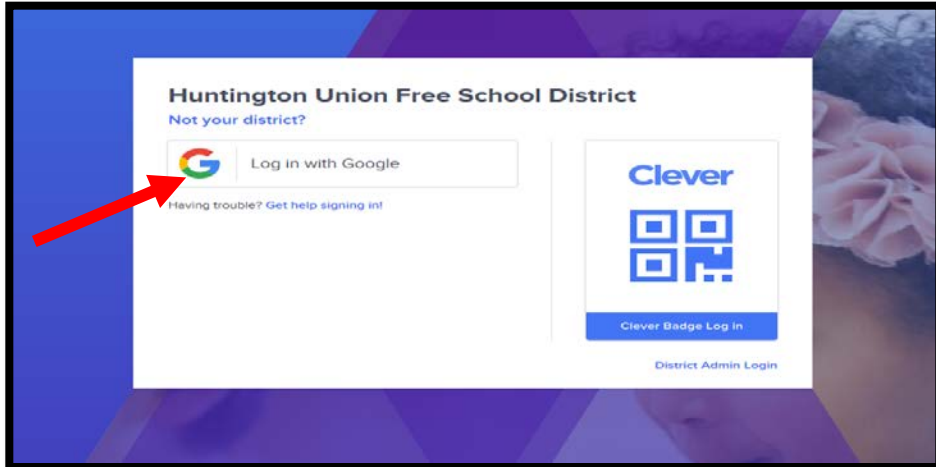 Huntington Union Free School District
Not your district?
Log in with Google
Having trouble? Get help signing in!
Clever
Clever Badge Log in
District Admin Login